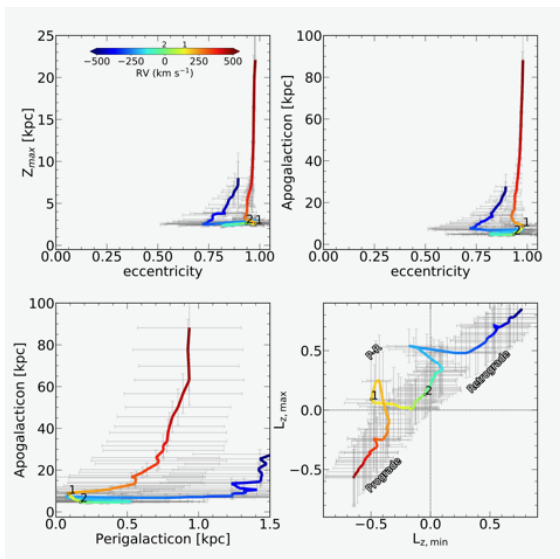 25
20
15
10
5
0
Z_max [kpc]
2 1
−500 −250 0 250 500
RV (km s⁻¹)
2 1
0.00 0.25 0.50 0.75 1.00
eccentricity
100
80
60
40
20
0
Apogalacticon [kpc]
1
2
0.00 0.25 0.50 0.75 1.00
eccentricity
100
80
60
40
20
0
Apogalacticon [kpc]
1
2
0.0 0.5 1.0 1.5
Perigalacticon [kpc]
0.5
0.0
−0.5
L_z, max
P-R
Retrograde
1
2
Prograde
−0.5 0.0 0.5
L_z, min